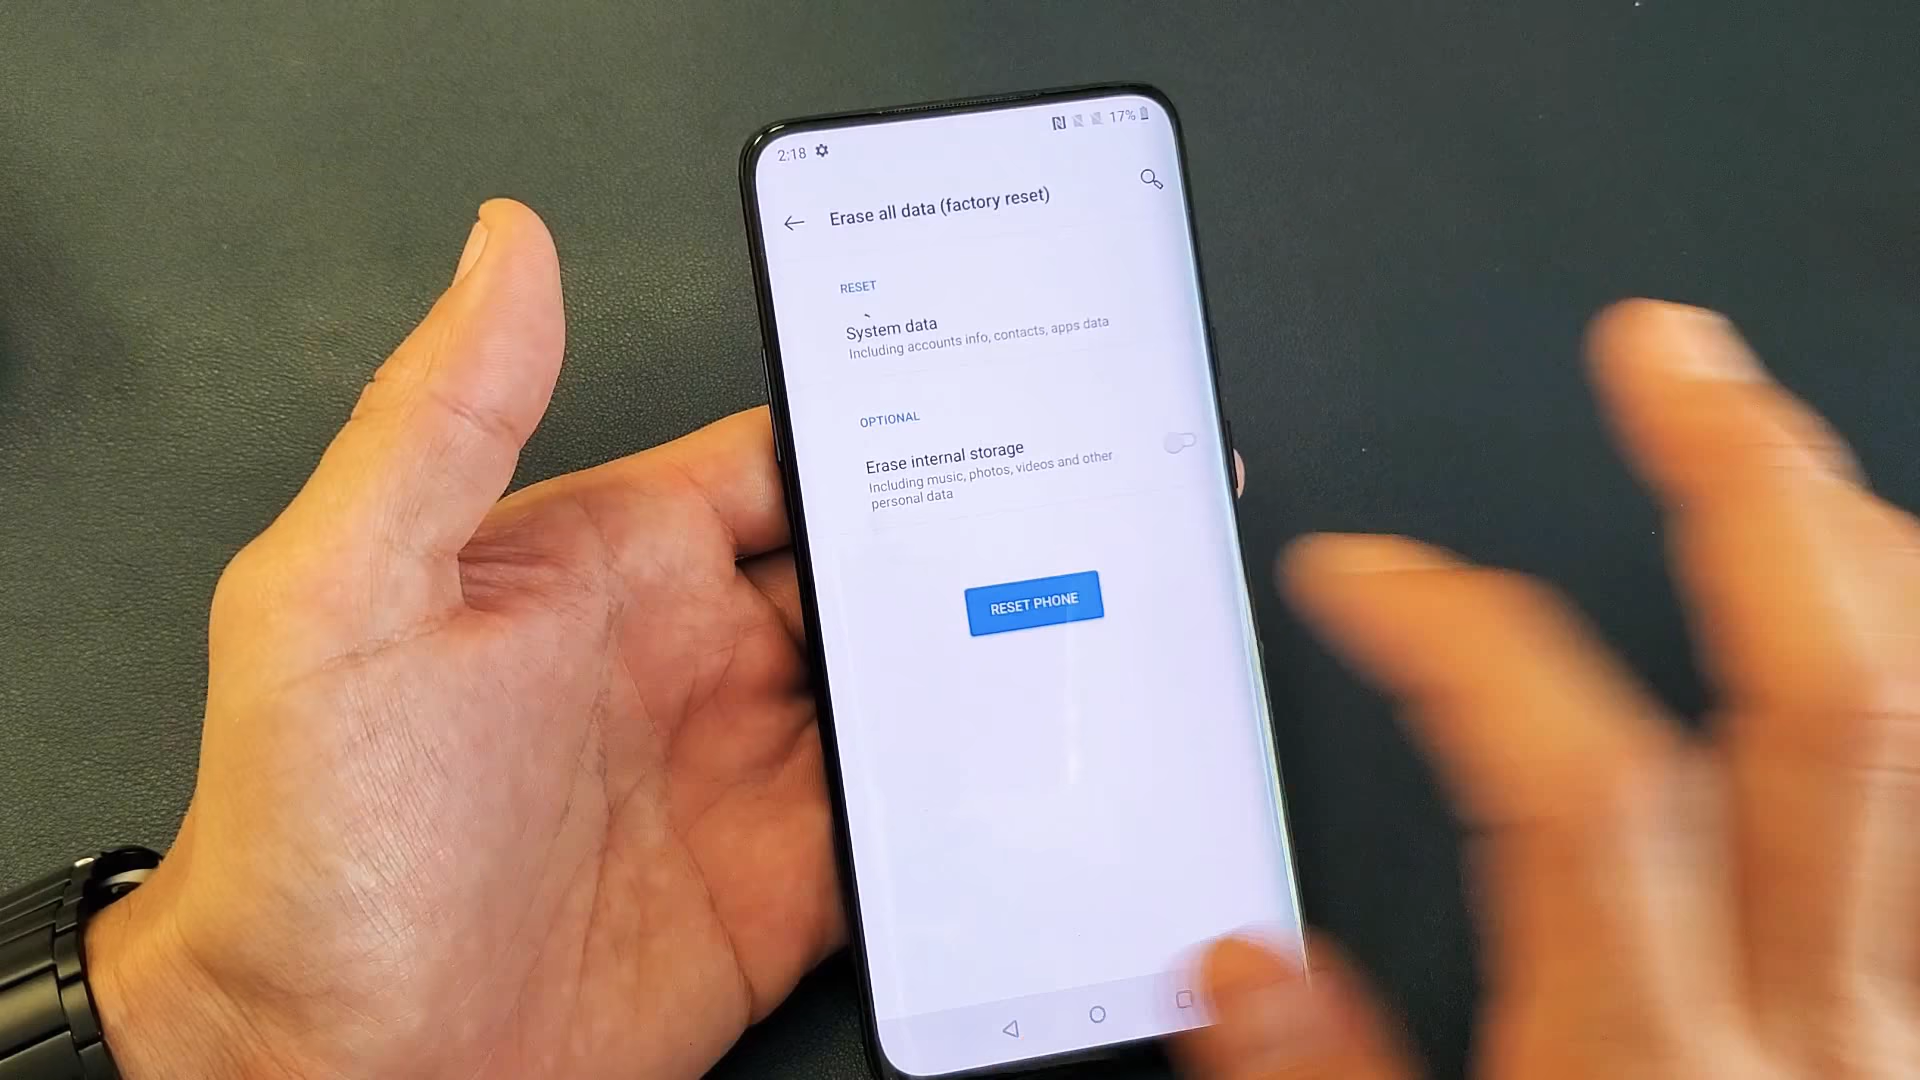 2:18 17%
Erase all data (factory reset)
RESET
System data
Including accounts info, contacts, apps data
OPTIONAL
Erase internal storage
Including music, photos, videos and other
personal data
RESET PHONE